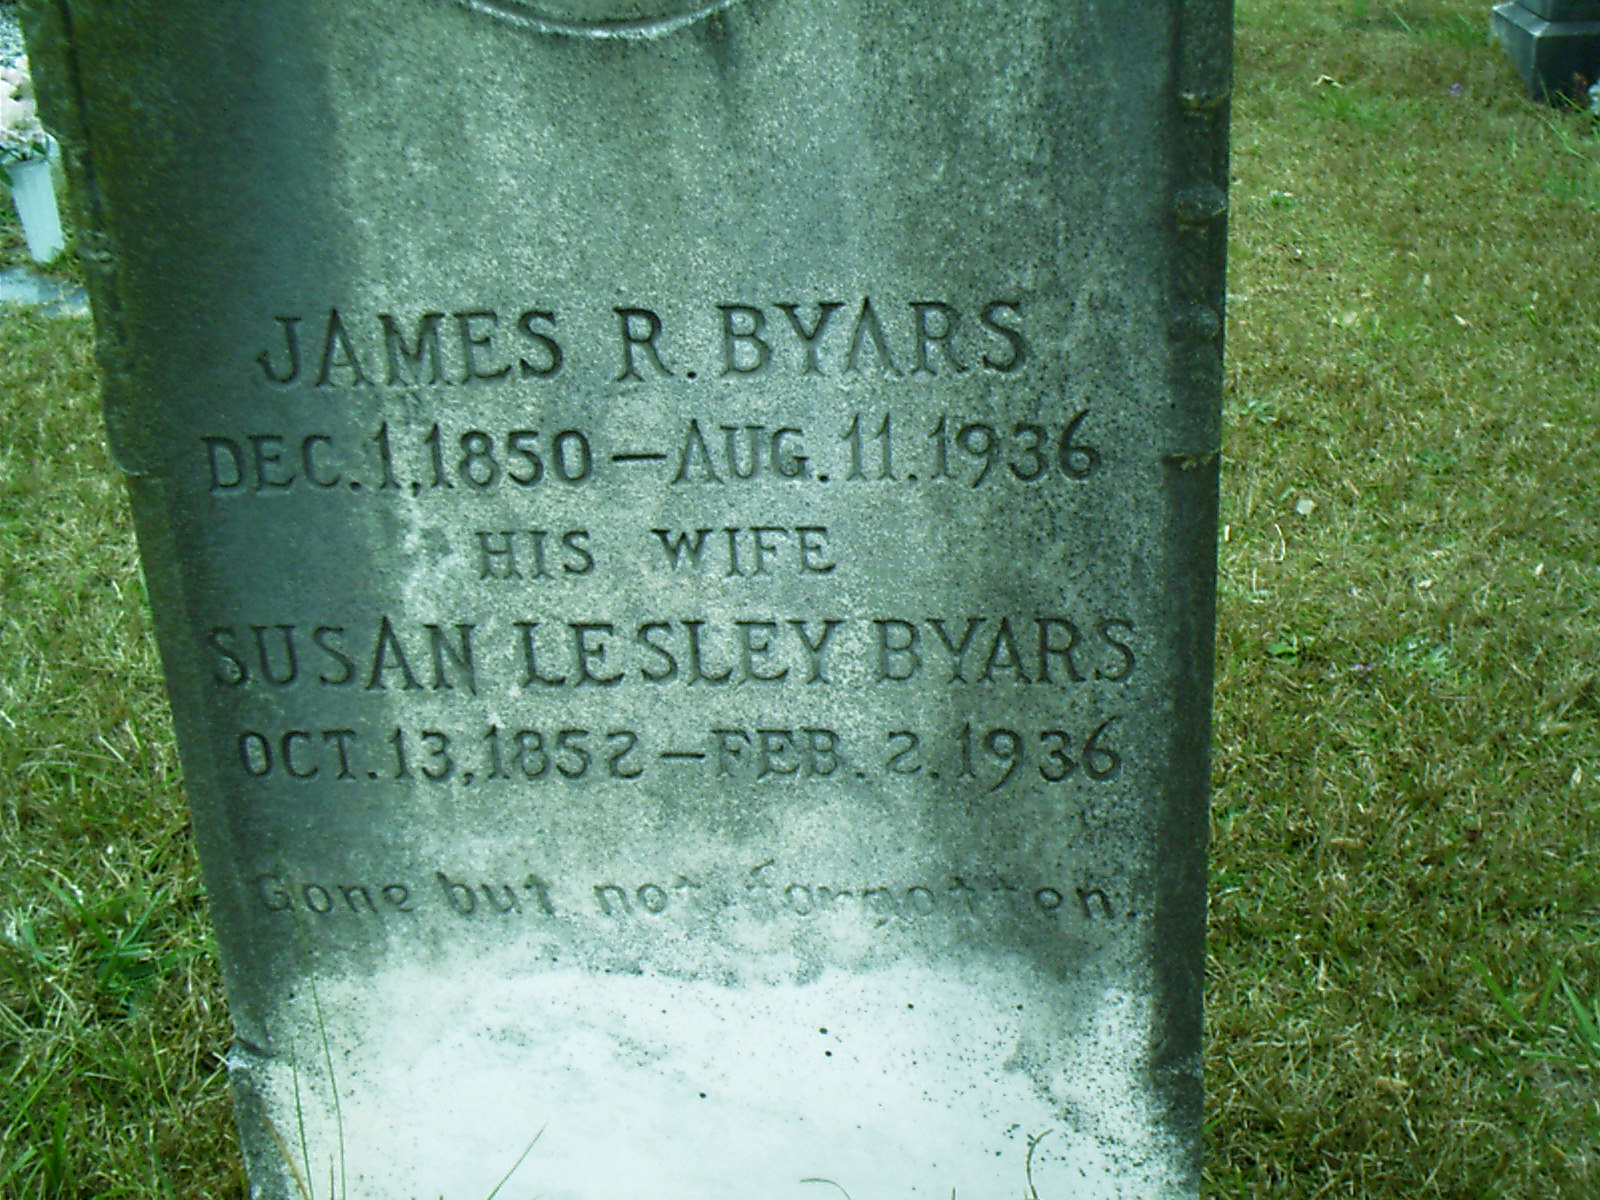 JAMES R. BYARS
DEC. 1, 1850 – AUG. 11. 1936
HIS WIFE
SUSAN LESLEY BYARS
OCT. 13, 1852 – FEB. 2. 1936
Gone but not forgotten.